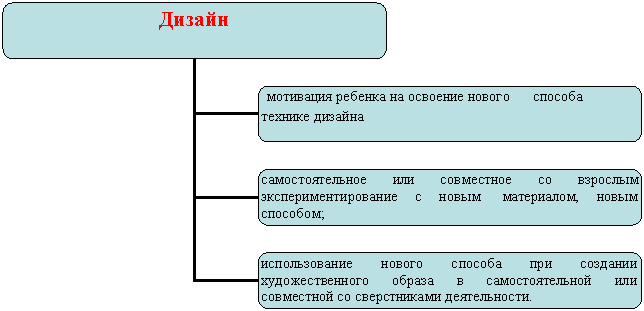 Дизайн
мотивация ребенка на освоение нового способа
технике дизайна
самостоятельное или совместное со взрослым
экспериментирование с новым материалом, новым
способом;
использование нового способа при создании
художественного образа в самостоятельной или
совместной со сверстниками деятельности.